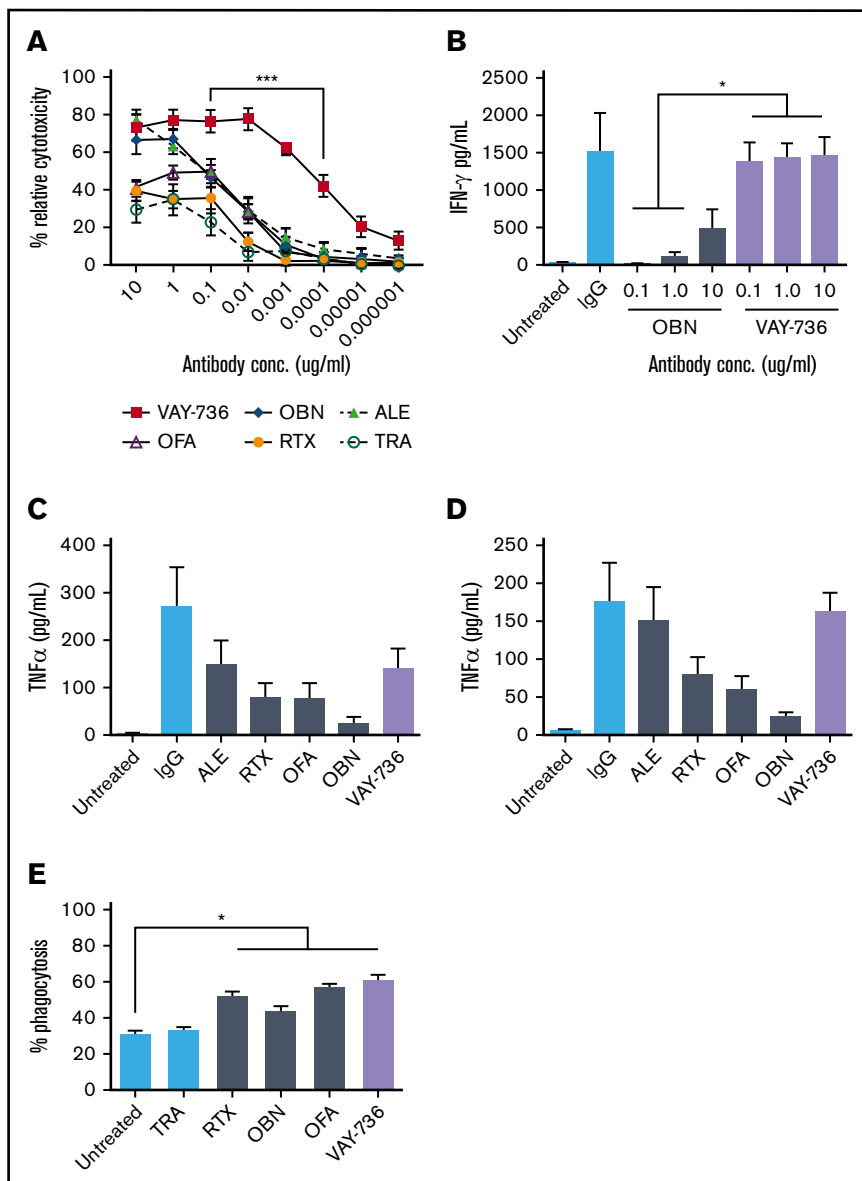 A
% relative cytotoxicity
100
80
60
40
20
0
***
10
1
0.1
0.01
0.001
0.0001
0.00001
0.000001
Antibody conc. (ug/ml)
VAY-736 OBN ALE
OFA RTX TRA
B
IFN-γ pg/mL
2500
2000
1500
1000
500
0
*
Untreated
IgG
0.1 1.0 10 0.1 1.0 10
OBN VAY-736
Antibody conc. (ug/ml)
C
TNFα (pg/mL)
400
300
200
100
0
Untreated
IgG
ALE
RTX
OFA
OBN
VAY-736
D
TNFα (pg/mL)
250
200
150
100
50
0
Untreated
IgG
ALE
RTX
OFA
OBN
VAY-736
E
% phagocytosis
100
80
60
40
20
0
*
Untreated
TRA
RTX
OBN
OFA
VAY-736